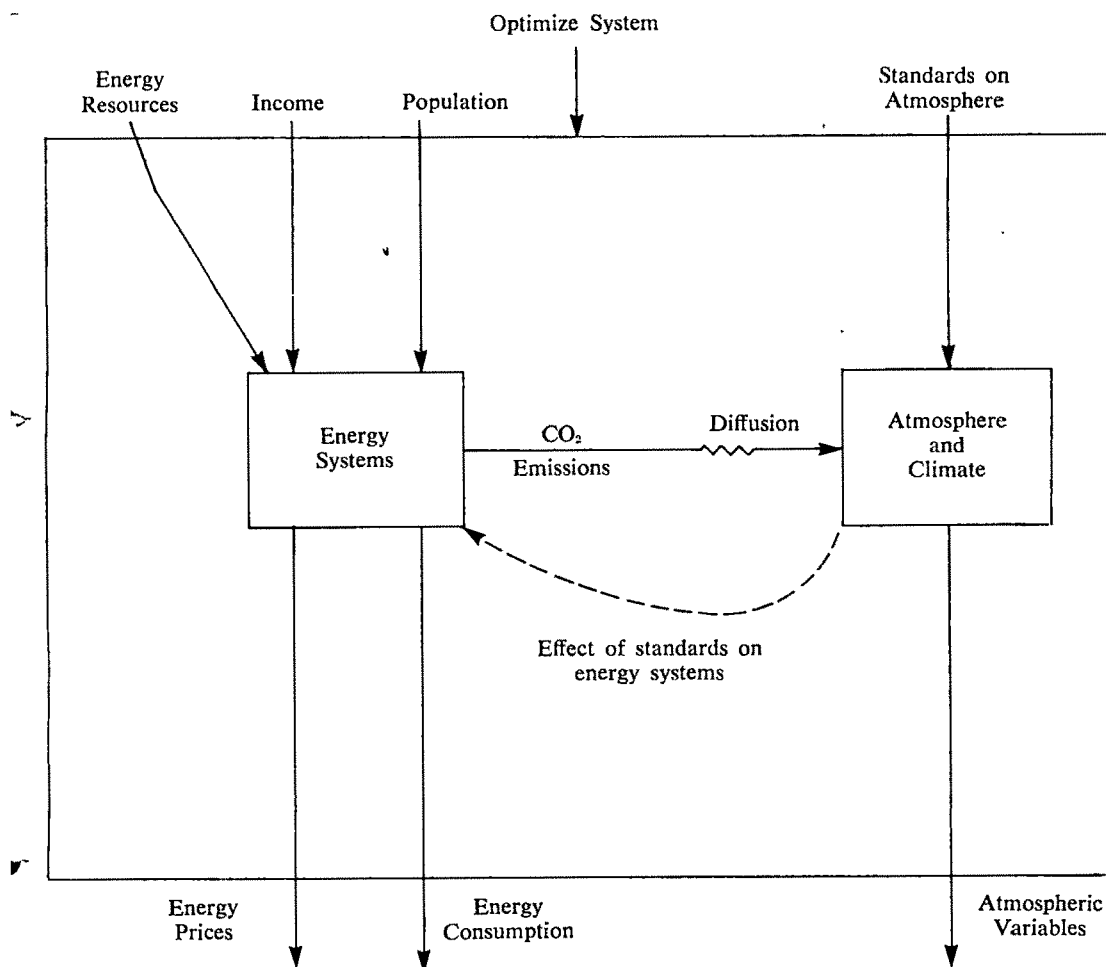 Optimize System
Energy
Resources
Income
Population
Standards on
Atmosphere
Energy
Systems
CO₂
Emissions
Diffusion
Atmosphere
and
Climate
Effect of standards on
energy systems
Energy
Prices
Energy
Consumption
Atmospheric
Variables